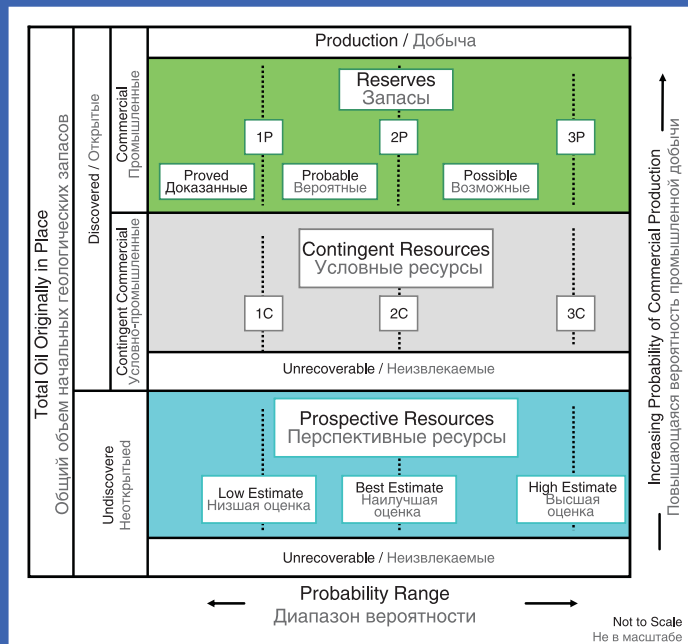 Total Oil Originally in Place
Общий объем начальных геологических запасов
Discovered / Открытые
Commercial
Промышленные
Production / Добыча
Reserves
Запасы
1P
2P
3P
Proved
Доказанные
Probable
Вероятные
Possible
Возможные
Contingent Commercial
Условно-промышленные
Contingent Resources
Условные ресурсы
1C
2C
3C
Unrecoverable / Неизвлекаемые
Undiscovere
Неоткрытыеd
Prospective Resources
Перспективные ресурсы
Low Estimate
Низшая оценка
Best Estimate
Наилучшая
оценка
High Estimate
Высшая
оценка
Unrecoverable / Неизвлекаемые
Increasing Probability of Commercial Production
Повышающаяся вероятность промышленной добычи
Probability Range
Диапазон вероятности
Not to Scale
Не в масштабе